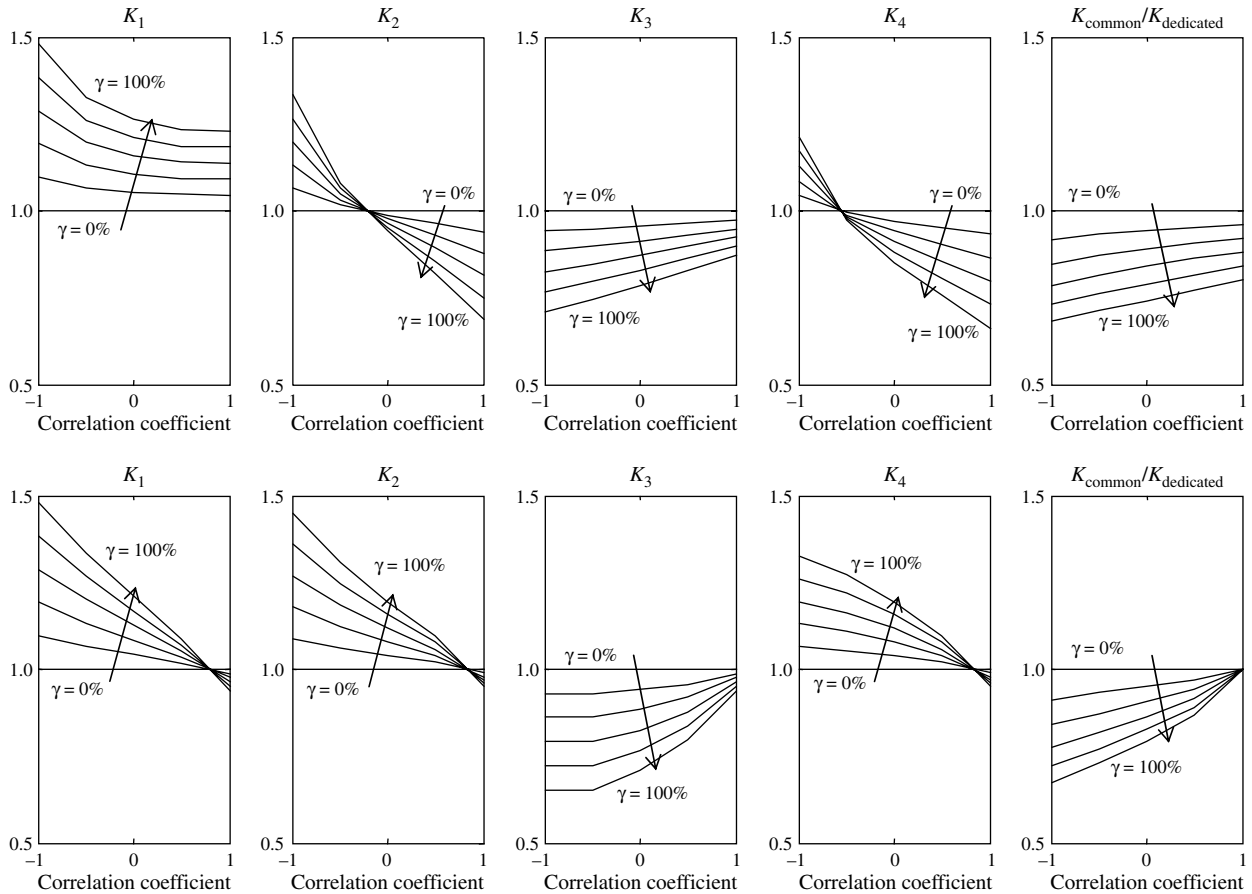 K1 K2 K3 K4 Kcommon/Kdedicated
1.5 1.5 1.5 1.5 1.5
γ = 100%
γ = 0% γ = 0% γ = 0% γ = 0%
1.0 1.0 1.0 1.0 1.0
γ = 0%
γ = 100% γ = 100% γ = 100% γ = 100%
0.5 0.5 0.5 0.5 0.5
–1 0 1 –1 0 1 –1 0 1 –1 0 1 –1 0 1
Correlation coefficient Correlation coefficient Correlation coefficient Correlation coefficient Correlation coefficient
K1 K2 K3 K4 Kcommon/Kdedicated
1.5 1.5 1.5 1.5 1.5
γ = 100% γ = 100% γ = 100%
1.0 1.0 1.0 1.0 1.0
γ = 0% γ = 0% γ = 0% γ = 0% γ = 0%
γ = 100% γ = 100%
0.5 0.5 0.5 0.5 0.5
–1 0 1 –1 0 1 –1 0 1 –1 0 1 –1 0 1
Correlation coefficient Correlation coefficient Correlation coefficient Correlation coefficient Correlation coefficient